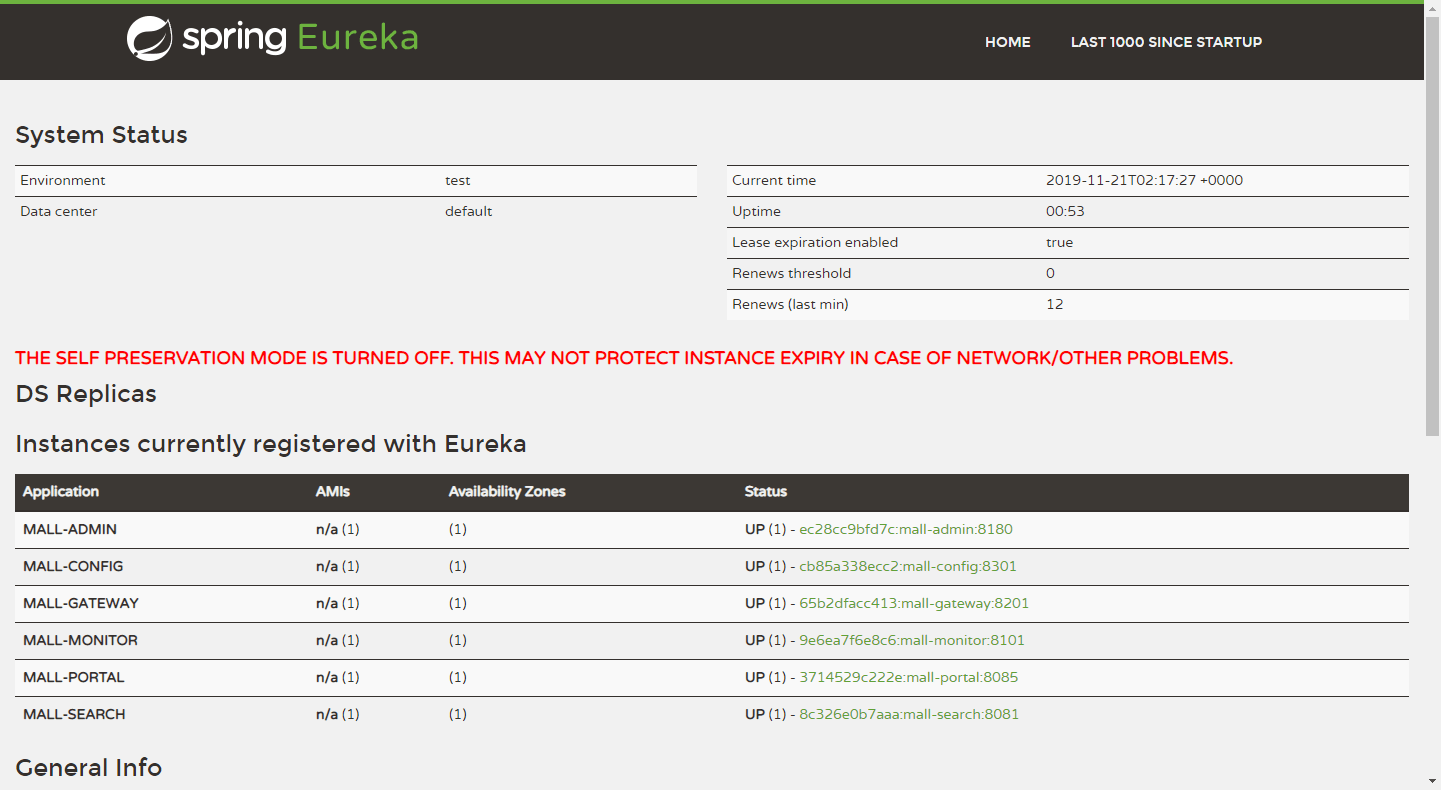 spring Eureka HOME LAST 1000 SINCE STARTUP
System Status
Environment test Current time 2019-11-21T02:17:27 +0000
Data center default Uptime 00:53
Lease expiration enabled true
Renews threshold 0
Renews (last min) 12
THE SELF PRESERVATION MODE IS TURNED OFF. THIS MAY NOT PROTECT INSTANCE EXPIRY IN CASE OF NETWORK/OTHER PROBLEMS.
DS Replicas
Instances currently registered with Eureka
Application AMIs Availability Zones Status
MALL-ADMIN n/a (1) (1) UP (1) - ec28cc9bfd7c:mall-admin:8180
MALL-CONFIG n/a (1) (1) UP (1) - cb85a338ecc2:mall-config:8301
MALL-GATEWAY n/a (1) (1) UP (1) - 65b2dfacc413:mall-gateway:8201
MALL-MONITOR n/a (1) (1) UP (1) - 9e6ea7f6e8c6:mall-monitor:8101
MALL-PORTAL n/a (1) (1) UP (1) - 3714529c222e:mall-portal:8085
MALL-SEARCH n/a (1) (1) UP (1) - 8c326e0b7aaa:mall-search:8081
General Info